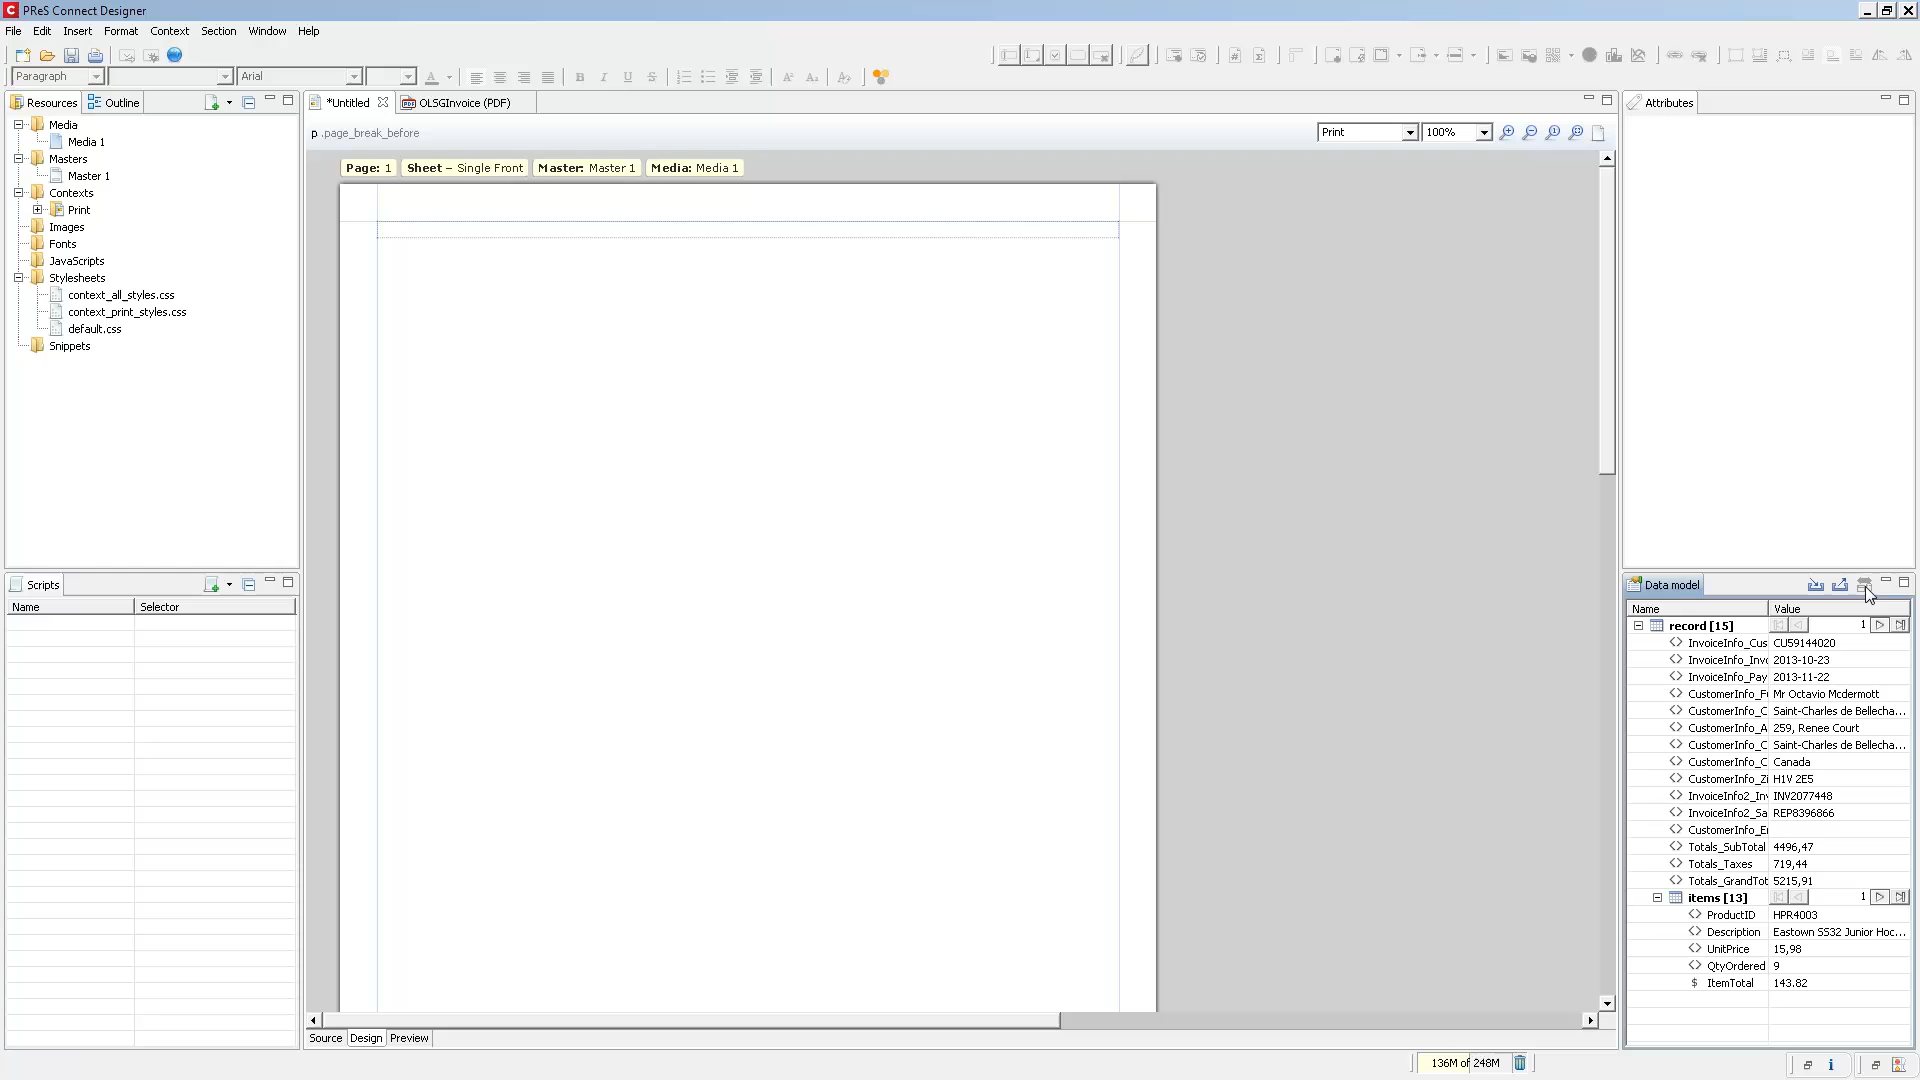 PReS Connect Designer
File Edit Insert Format Context Section Window Help
Paragraph Arial
Resources Outline
Media
Media 1
Masters
Master 1
Contexts
Print
Images
Fonts
JavaScripts
Stylesheets
context_all_styles.css
context_print_styles.css
default.css
Snippets
Scripts
Name Selector
*Untitled OLSGInvoice (PDF)
p .page_break_before
Print 100%
Page: 1 Sheet – Single Front Master: Master 1 Media: Media 1
Source Design Preview
Attributes
Data model
Name Value
record [15] 1
InvoiceInfo_Cus CU59144020
InvoiceInfo_Invo 2013-10-23
InvoiceInfo_Pay 2013-11-22
CustomerInfo_Fu Mr Octavio Mcdermott
CustomerInfo_C Saint-Charles de Bellecha...
CustomerInfo_A 259, Renee Court
CustomerInfo_C Saint-Charles de Bellecha...
CustomerInfo_C Canada
CustomerInfo_Zi H1V 2E5
InvoiceInfo2_Inv INV2077448
InvoiceInfo2_Sa REP8396866
CustomerInfo_E
Totals_SubTotal 4496,47
Totals_Taxes 719,44
Totals_GrandTot 5215,91
items [13] 1
ProductID HPR4003
Description Eastown SS32 Junior Hoc...
UnitPrice 15,98
QtyOrdered 9
ItemTotal 143.82
136M of 248M